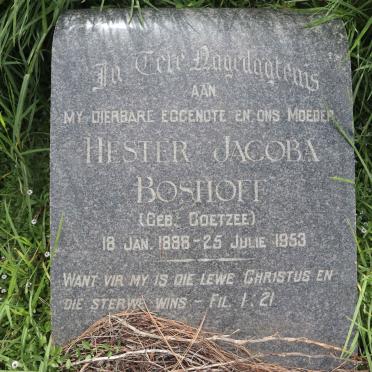 In Tere Nagedagtenis
AAN
MY DIERBARE EGGENOTE EN ONS MOEDER
HESTER JACOBA
BOSHOFF
(GEB. COETZEE)
18 JAN. 1888 - 25 JULIE 1953
WANT VIR MY IS DIE LEWE CHRISTUS EN
DIE STERWE WINS - FIL. 1:21